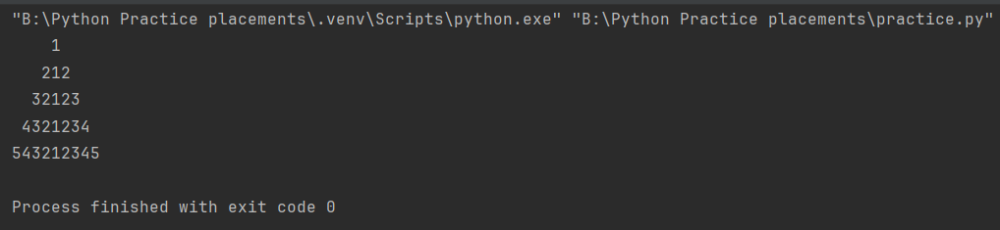 "B:\Python Practice placements\.venv\Scripts\python.exe" "B:\Python Practice placements\practice.py"
    1
   212
  32123
 4321234
543212345
Process finished with exit code 0